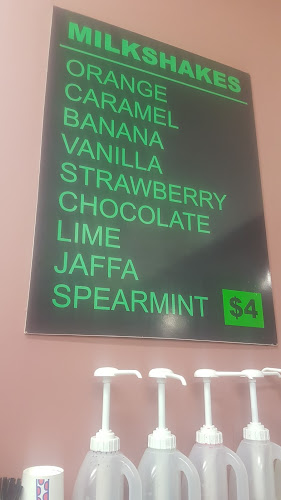 MILKSHAKES
ORANGE
CARAMEL
BANANA
VANILLA
STRAWBERRY
CHOCOLATE
LIME
JAFFA
SPEARMINT $4